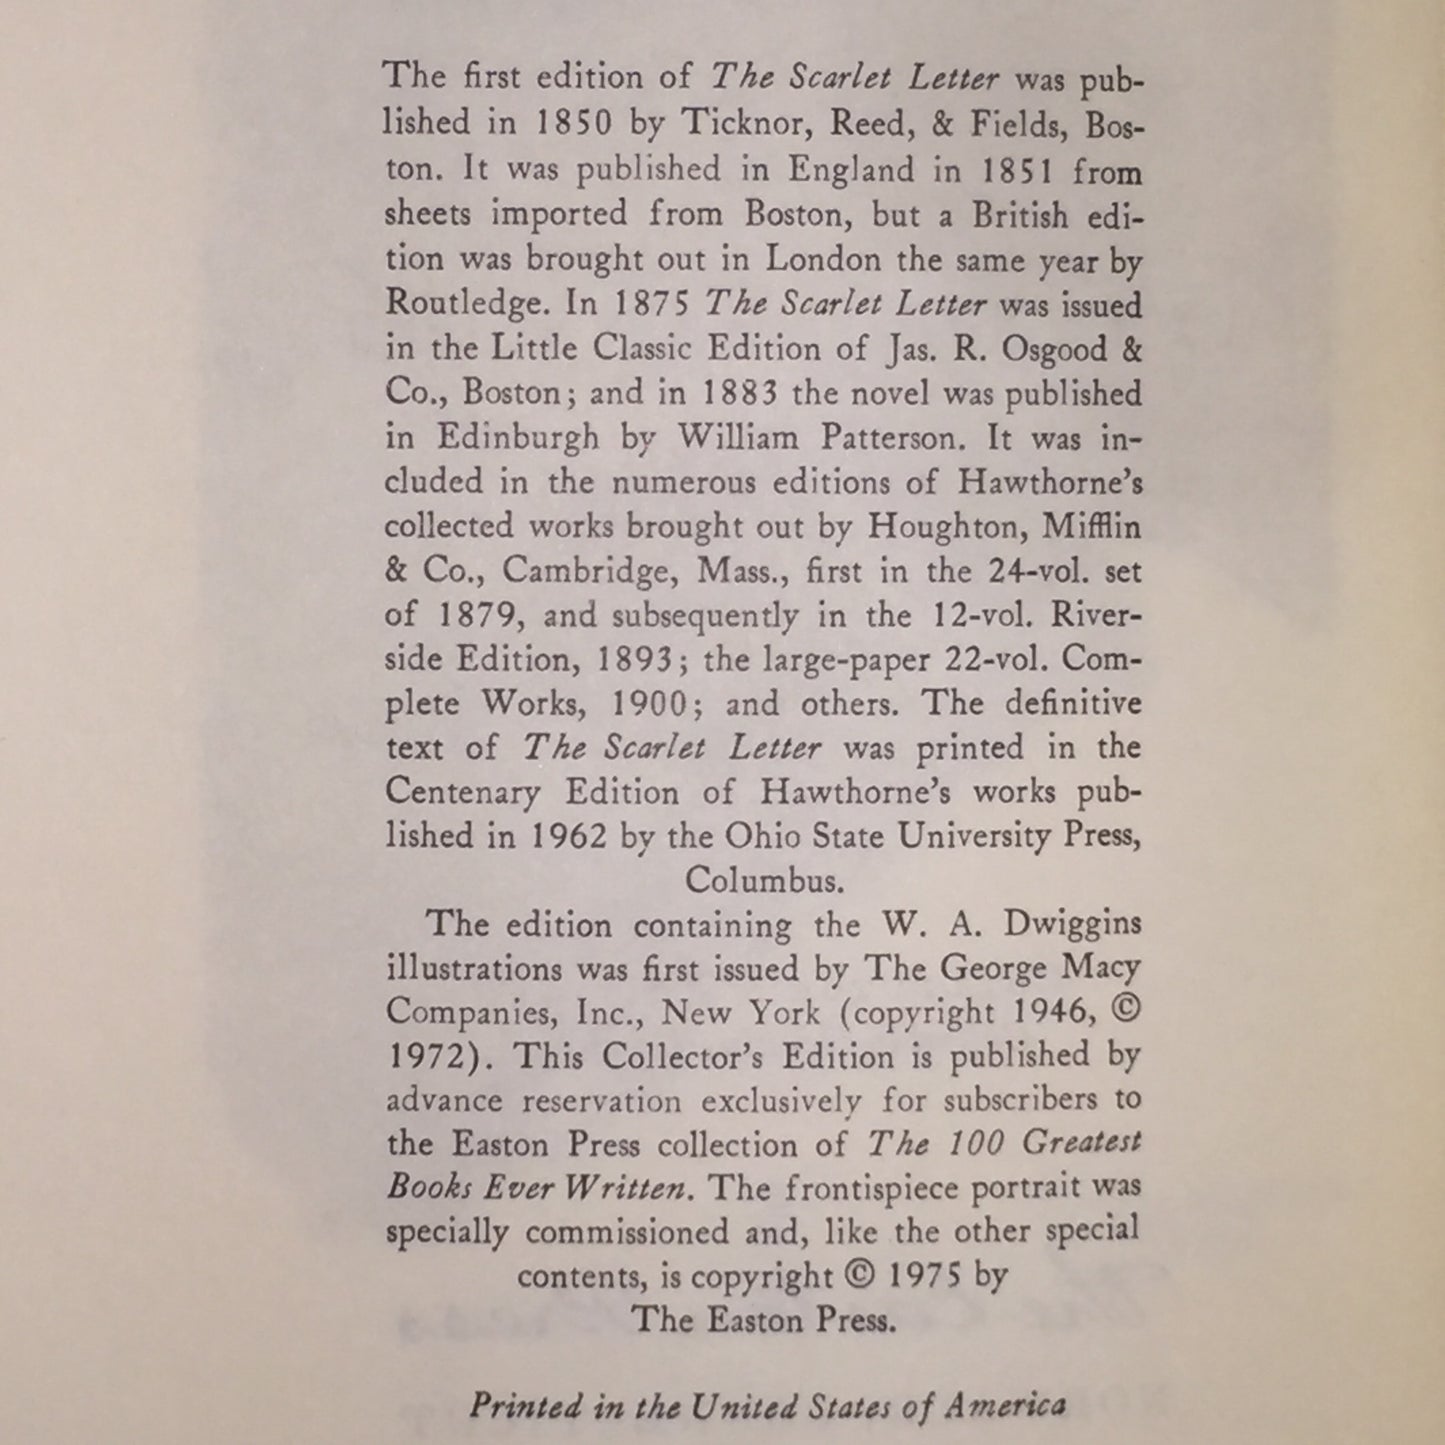 The first edition of The Scarlet Letter was pub-
lished in 1850 by Ticknor, Reed, & Fields, Bos-
ton. It was published in England in 1851 from
sheets imported from Boston, but a British edi-
tion was brought out in London the same year by
Routledge. In 1875 The Scarlet Letter was issued
in the Little Classic Edition of Jas. R. Osgood &
Co., Boston; and in 1883 the novel was published
in Edinburgh by William Patterson. It was in-
cluded in the numerous editions of Hawthorne's
collected works brought out by Houghton, Mifflin
& Co., Cambridge, Mass., first in the 24-vol. set
of 1879, and subsequently in the 12-vol. River-
side Edition, 1893; the large-paper 22-vol. Com-
plete Works, 1900; and others. The definitive
text of The Scarlet Letter was printed in the
Centenary Edition of Hawthorne's works pub-
lished in 1962 by the Ohio State University Press,
Columbus.
The edition containing the W. A. Dwiggins
illustrations was first issued by The George Macy
Companies, Inc., New York (copyright 1946, ©
1972). This Collector's Edition is published by
advance reservation exclusively for subscribers to
the Easton Press collection of The 100 Greatest
Books Ever Written. The frontispiece portrait was
specially commissioned and, like the other special
contents, is copyright © 1975 by
The Easton Press.
Printed in the United States of America